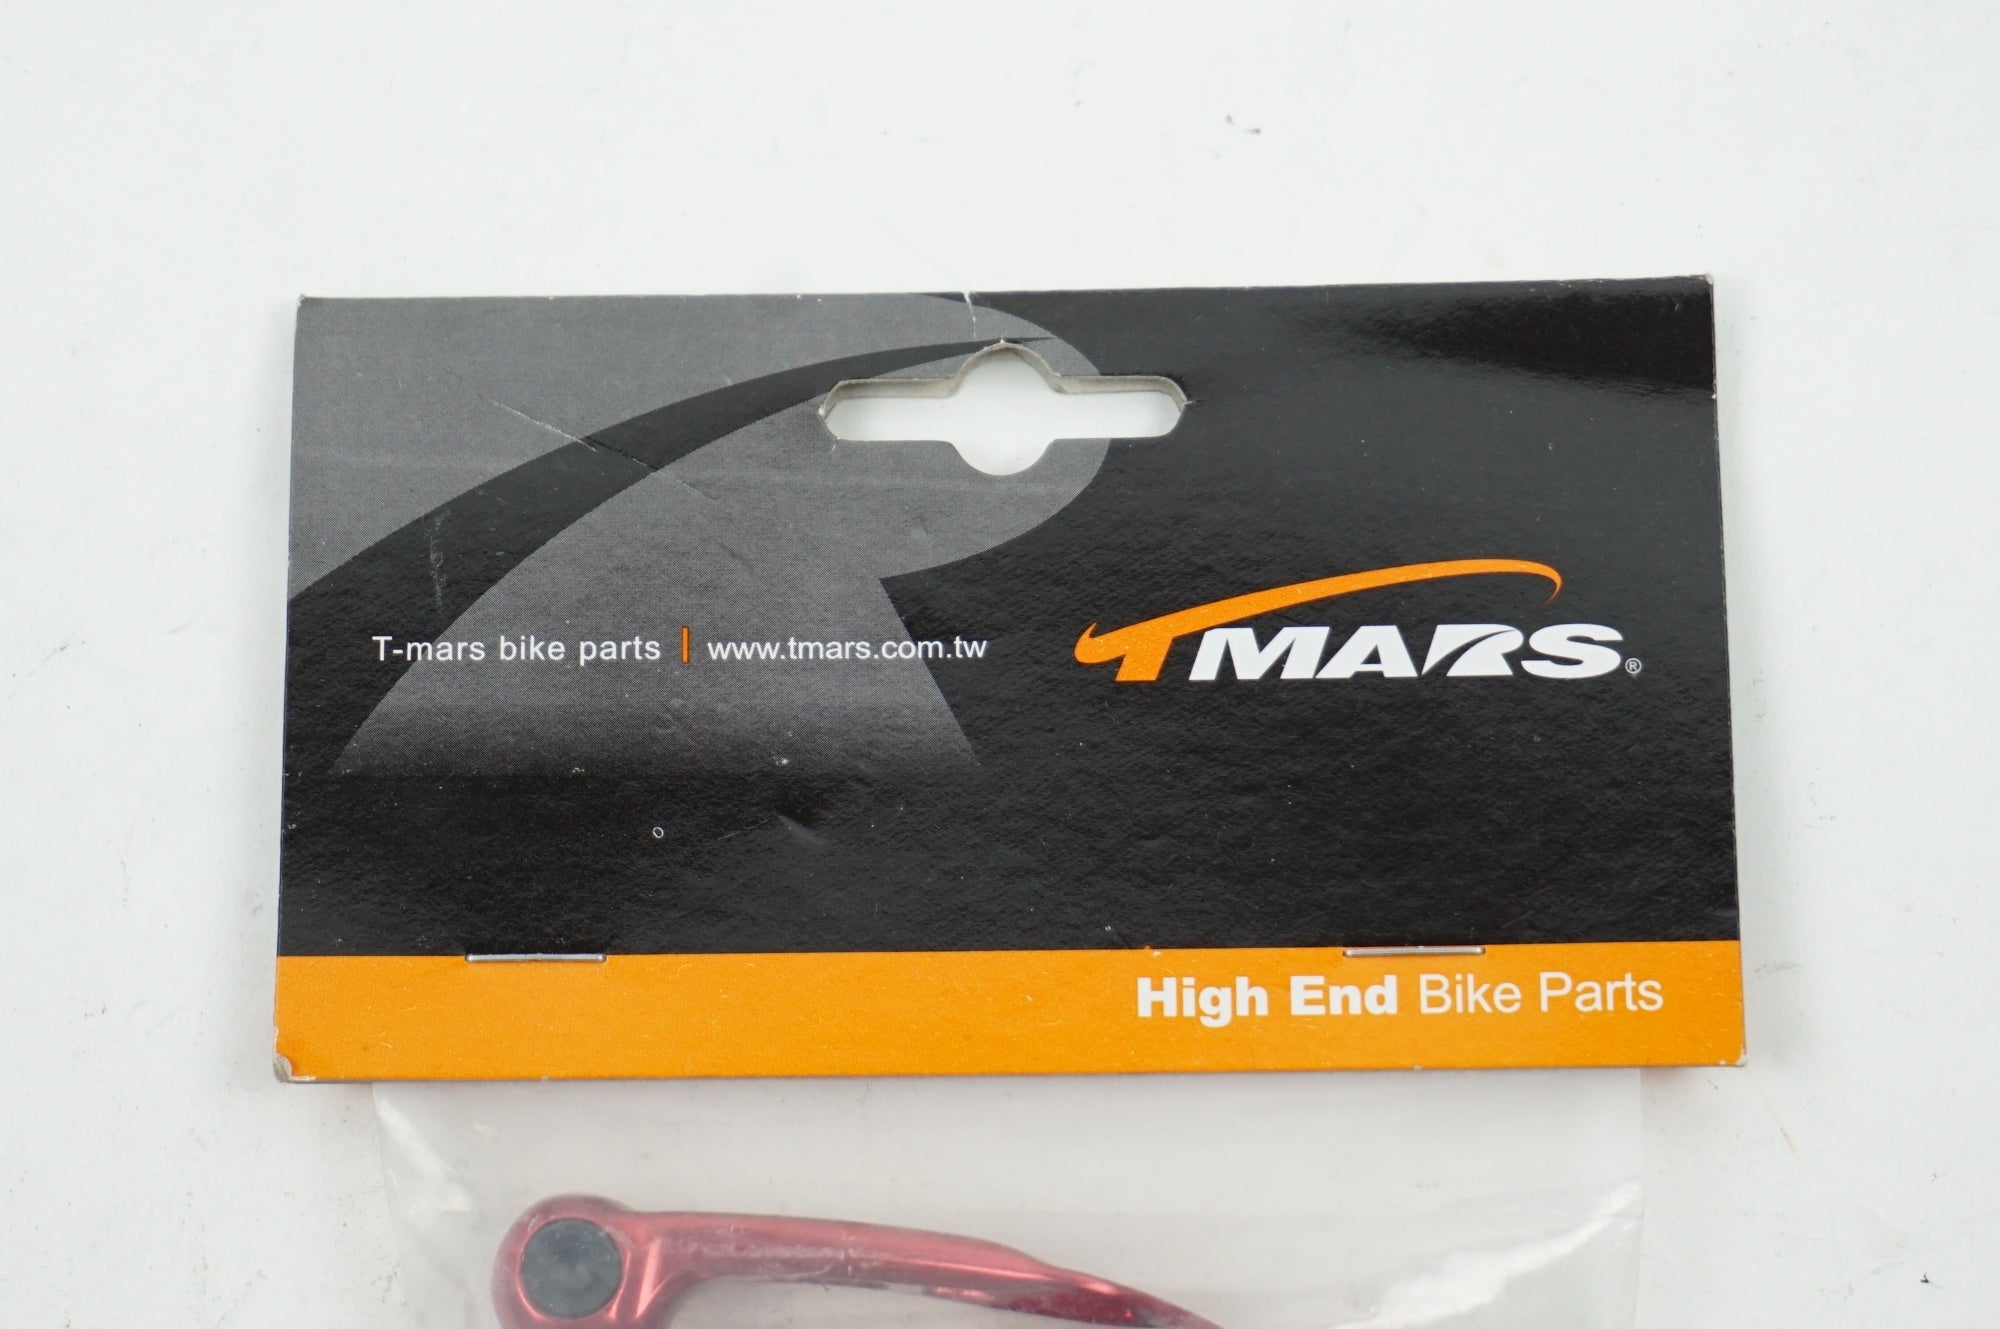 T-mars bike parts | www.tmars.com.tw
TMARS®
High End Bike Parts